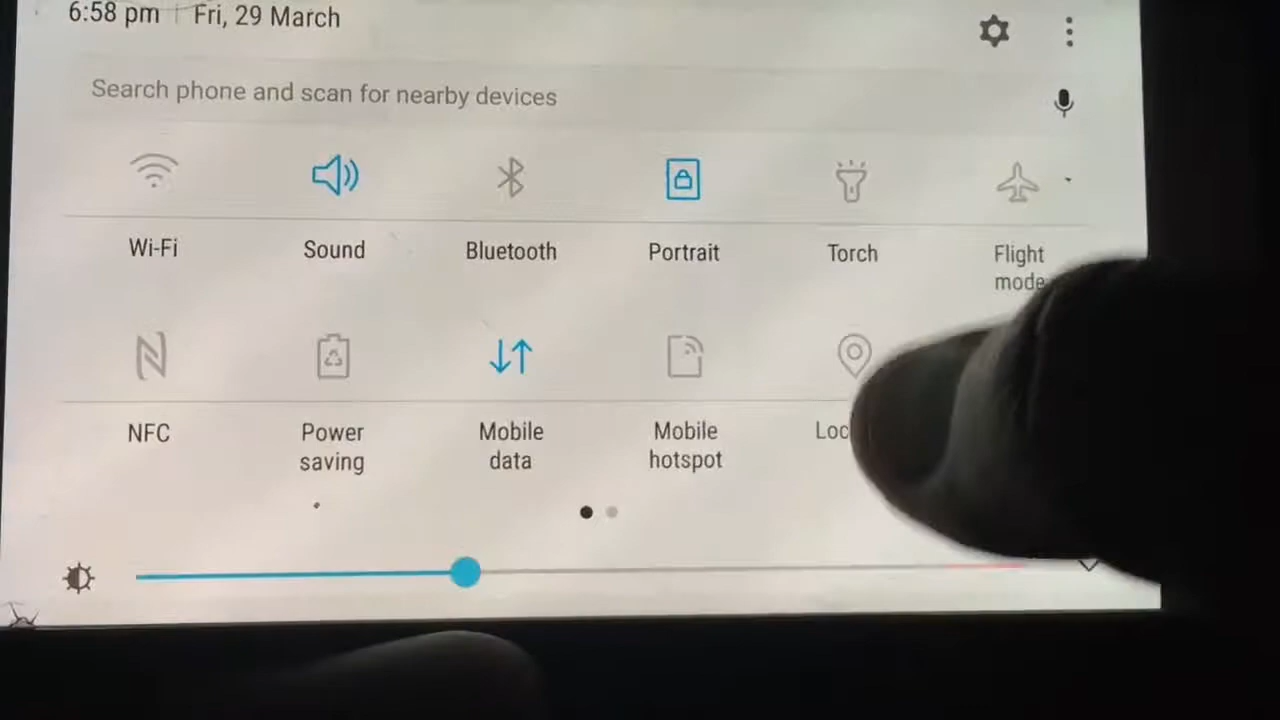 6:58 pm | Fri, 29 March
Search phone and scan for nearby devices
Wi-Fi
Sound
Bluetooth
Portrait
Torch
Flight
mode
NFC
Power
saving
Mobile
data
Mobile
hotspot
Loc